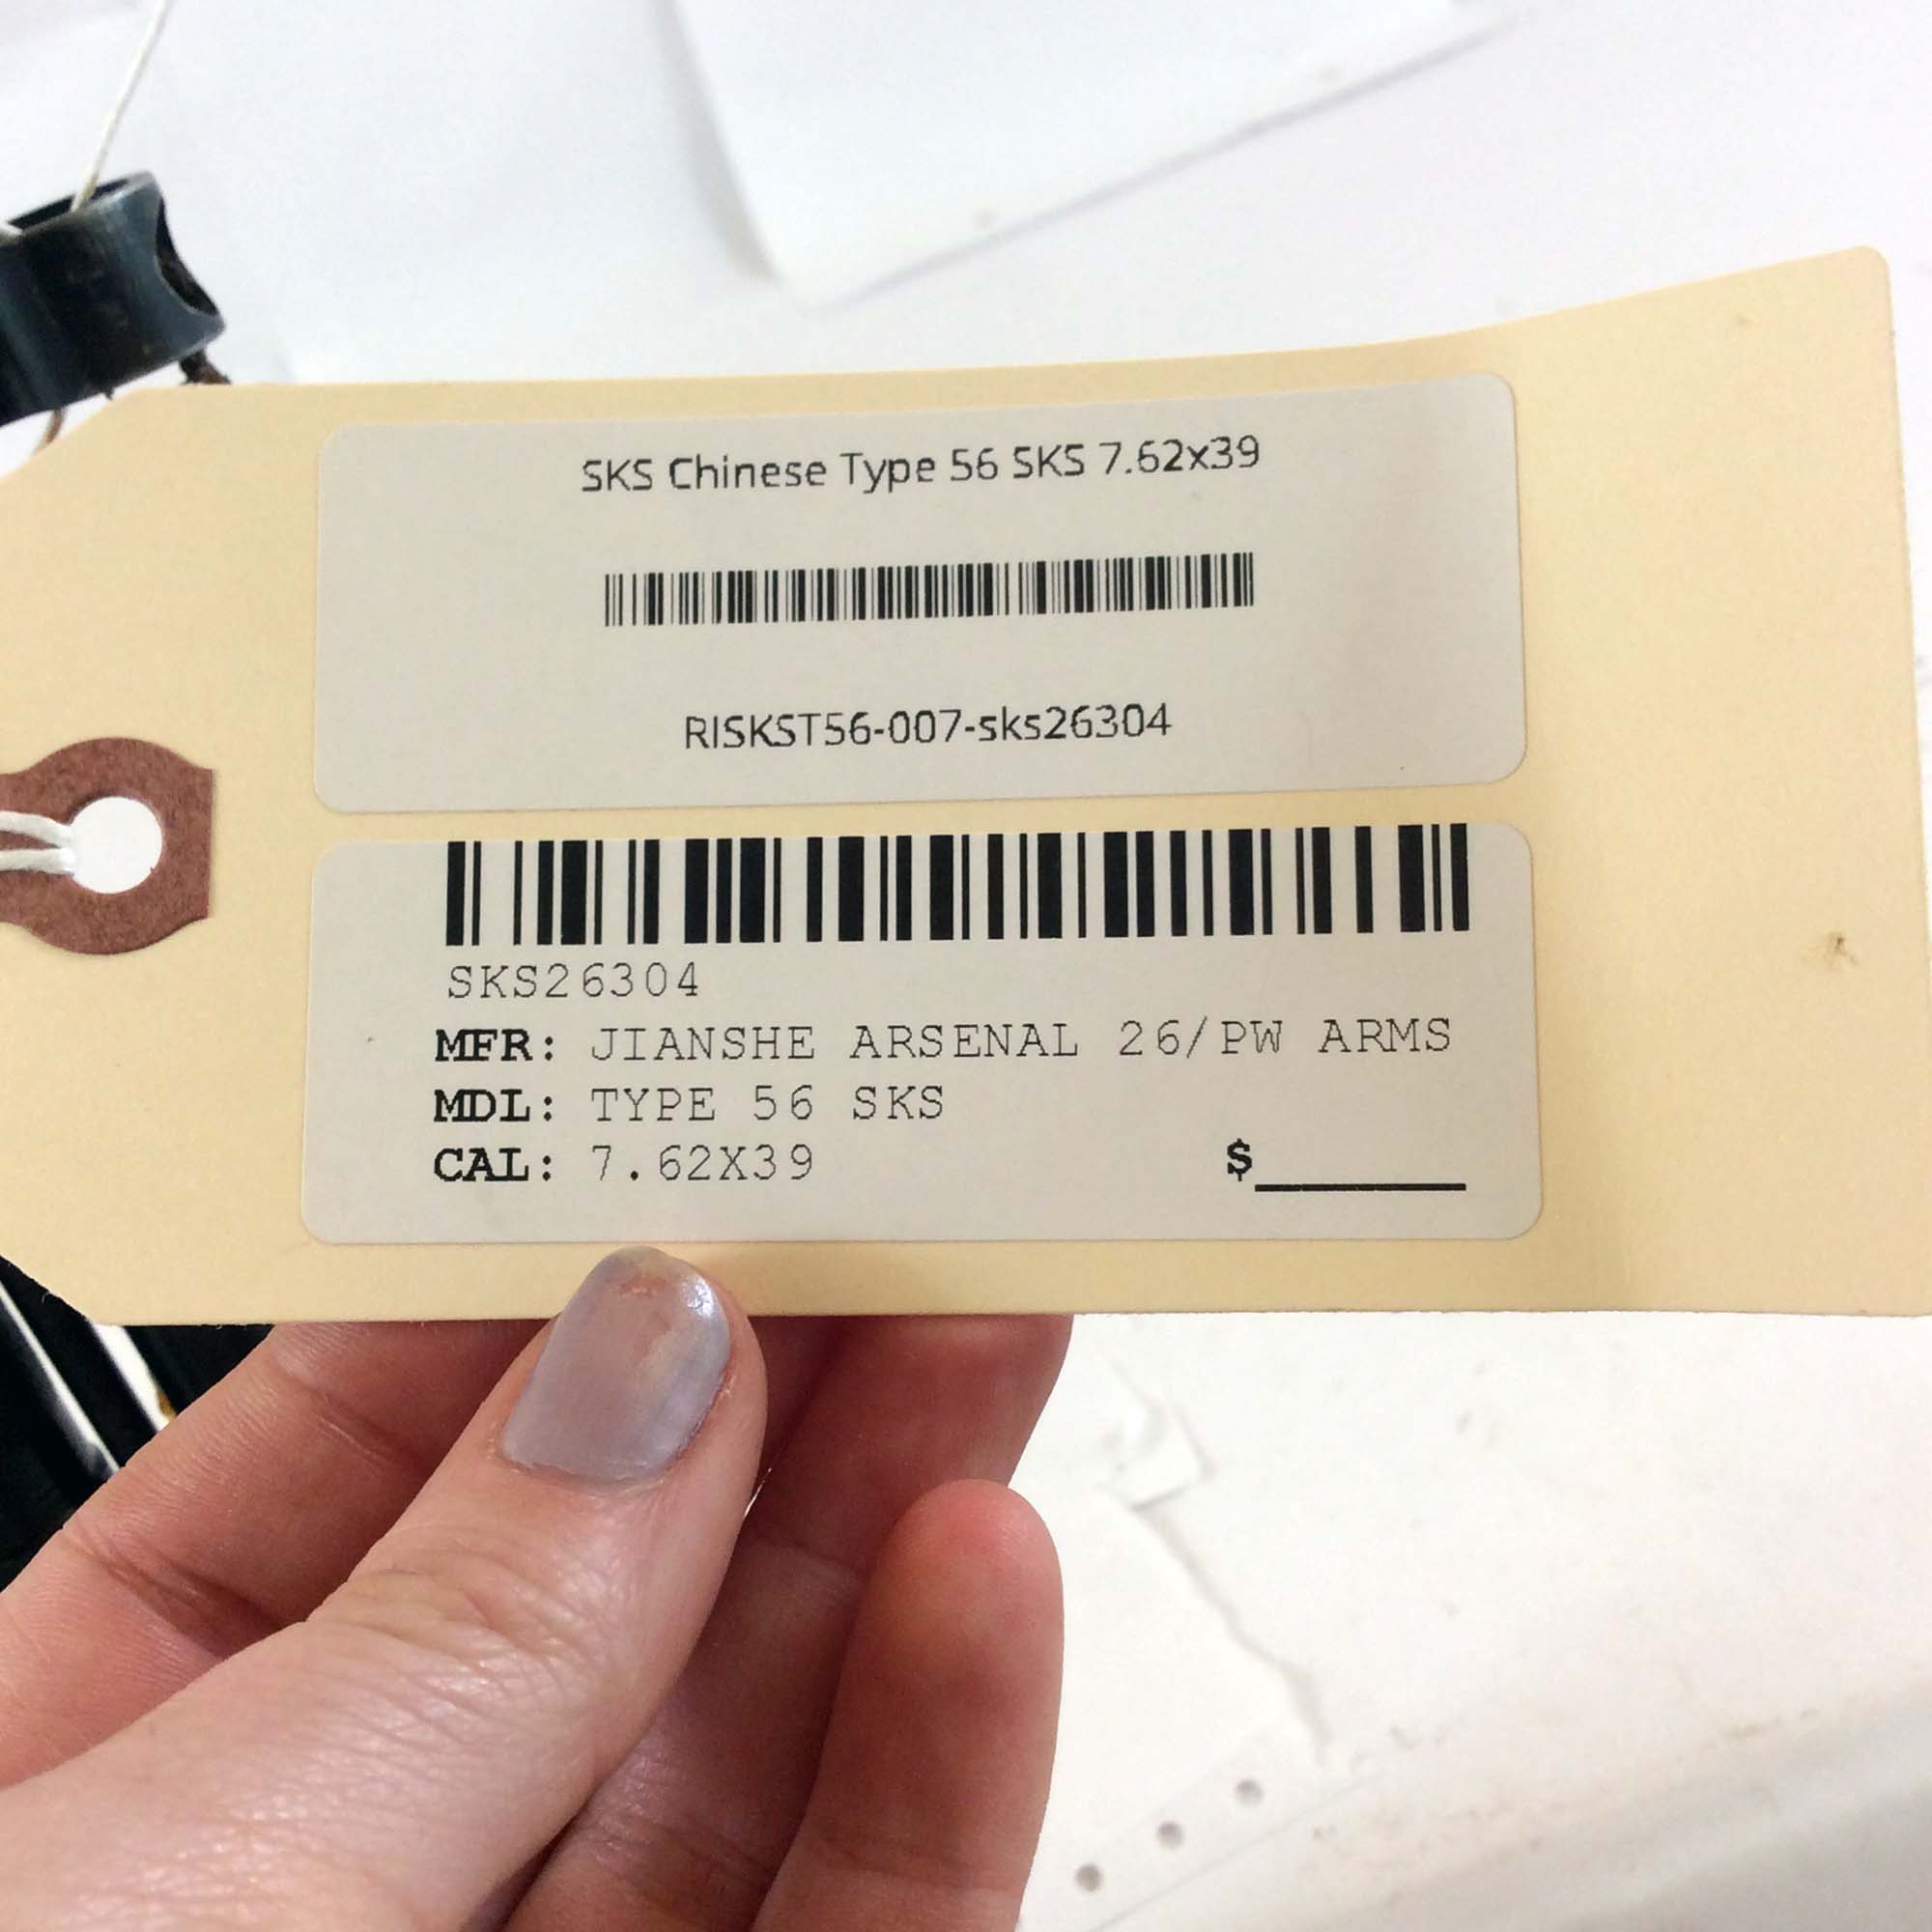 SKS Chinese Type 56 SKS 7.62x39
RISKST56-007-sks26304
SKS26304
MFR: JIANSHE ARSENAL 26/PW ARMS
MDL: TYPE 56 SKS
CAL: 7.62X39 $______